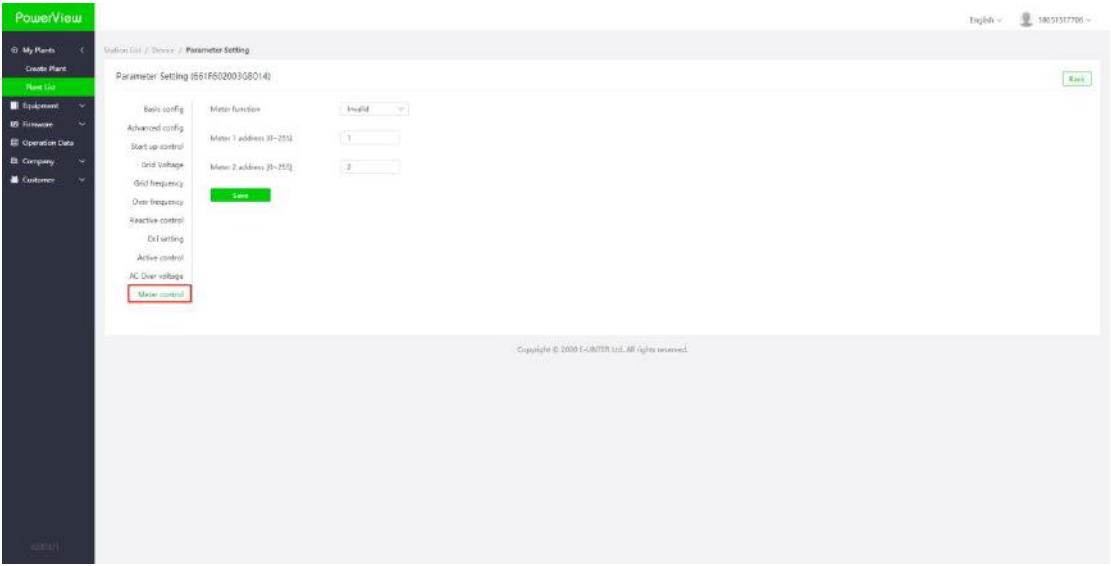 PowerView
English
18651317706
My Plants
Create Plant
Plant List
Equipment
Firmware
Operation Data
Company
Customer
Station List / Device / Parameter Setting
Parameter Setting (661F602003G8014)
Back
Basic config
Advanced config
Start up control
Grid Voltage
Grid frequency
Over frequency
Reactive control
Dci setting
Active control
AC Over voltage
Meter control
Meter function
Invalid
Meter 1 address [0~255]
1
Meter 2 address [0~255]
2
Save
Copyright © 2020 E-LINTER Ltd. All rights reserved.